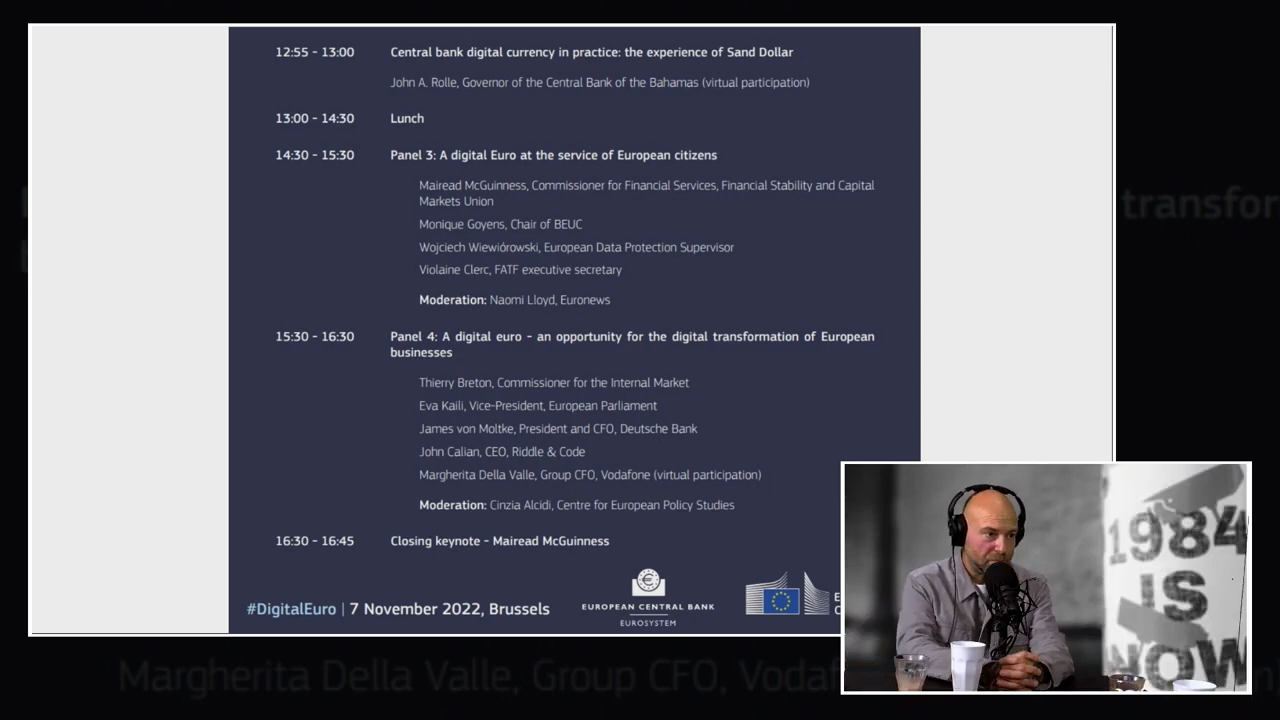 12:55 - 13:00 Central bank digital currency in practice: the experience of Sand Dollar
John A. Rolle, Governor of the Central Bank of the Bahamas (virtual participation)
13:00 - 14:30 Lunch
14:30 - 15:30 Panel 3: A digital Euro at the service of European citizens
Mairead McGuinness, Commissioner for Financial Services, Financial Stability and Capital
Markets Union
Monique Goyens, Chair of BEUC
Wojciech Wiewiórowski, European Data Protection Supervisor
Violaine Clerc, FATF executive secretary
Moderation: Naomi Lloyd, Euronews
15:30 - 16:30 Panel 4: A digital euro - an opportunity for the digital transformation of European
businesses
Thierry Breton, Commissioner for the Internal Market
Eva Kaili, Vice-President, European Parliament
James von Moltke, President and CFO, Deutsche Bank
John Calian, CEO, Riddle & Code
Margherita Della Valle, Group CFO, Vodafone (virtual participation)
Moderation: Cinzia Alcidi, Centre for European Policy Studies
16:30 - 16:45 Closing keynote - Mairead McGuinness
#DigitalEuro | 7 November 2022, Brussels
EUROPEAN CENTRAL BANK
EUROSYSTEM
1984
IS
NOW
transfor
Margherita Della Valle, Group CFO, Vodaf